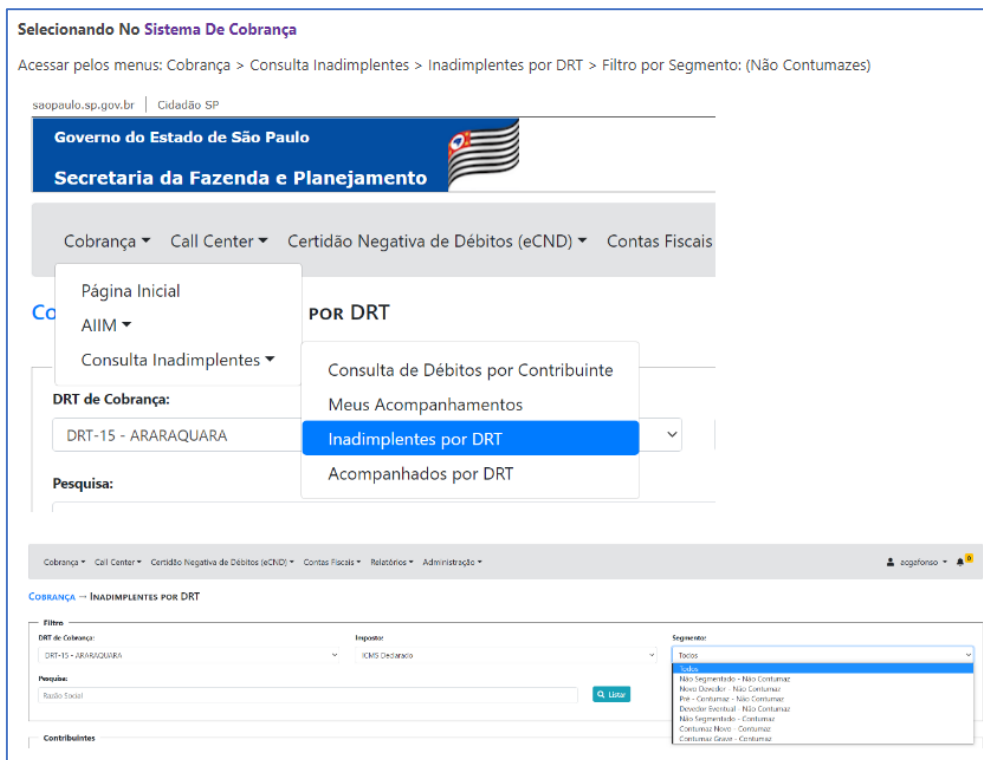 Selecionando No Sistema De Cobrança
Acessar pelos menus: Cobrança > Consulta Inadimplentes > Inadimplentes por DRT > Filtro por Segmento: (Não Contumazes)
saopaulo.sp.gov.br | Cidadão SP
Governo do Estado de São Paulo
Secretaria da Fazenda e Planejamento
Cobrança Call Center Certidão Negativa de Débitos (eCND) Contas Fiscais
Página Inicial
Co POR DRT
AIIM
Consulta Inadimplentes
Consulta de Débitos por Contribuinte
DRT de Cobrança:
Meus Acompanhamentos
DRT-15 - ARARAQUARA
Inadimplentes por DRT
Acompanhados por DRT
Pesquisa:
Cobrança Call Center Certidão Negativa de Débitos (eCND) Contas Fiscais Relatórios Administração
COBRANÇA → INADIMPLENTES POR DRT
Filtro
DRT de Cobrança: Imposto: Segmento:
DRT-15 - ARARAQUARA ICMS Declarado Todos
Todos
Pesquisa:
Não Segmentado - Não Contumaz
Novo Devedor - Não Contumaz
Razão Social Listar
Pré - Contumaz - Não Contumaz
Devedor Eventual - Não Contumaz
Não Segmentado - Contumaz
Contumaz Novo - Contumaz
Contumaz Grave - Contumaz
Contribuintes